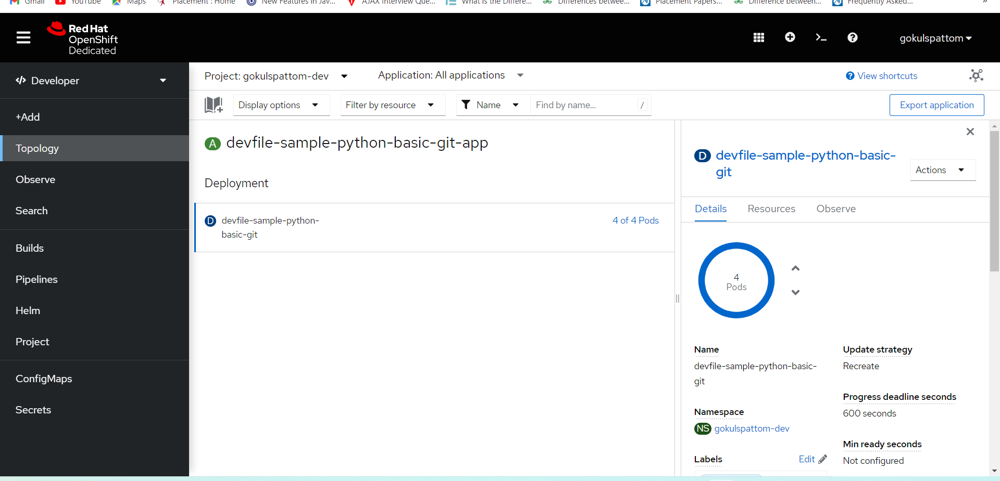 Gmail YouTube Maps Placement : Home New Features in Jav... AJAX Interview Que... What is the Differe... Differences betwee... Placement Papers... Difference between... Frequently Asked... »
Red Hat
OpenShift
Dedicated
gokulspattom
</> Developer
+Add
Topology
Observe
Search
Builds
Pipelines
Helm
Project
ConfigMaps
Secrets
Project: gokulspattom-dev Application: All applications View shortcuts
Display options Filter by resource Name Find by name... / Export application
A devfile-sample-python-basic-git-app
Deployment
D devfile-sample-python-
basic-git
4 of 4 Pods
D devfile-sample-python-basic-
git
Actions
Details Resources Observe
4
Pods
Name
devfile-sample-python-basic-
git
Namespace
NS gokulspattom-dev
Labels Edit
Update strategy
Recreate
Progress deadline seconds
600 seconds
Min ready seconds
Not configured